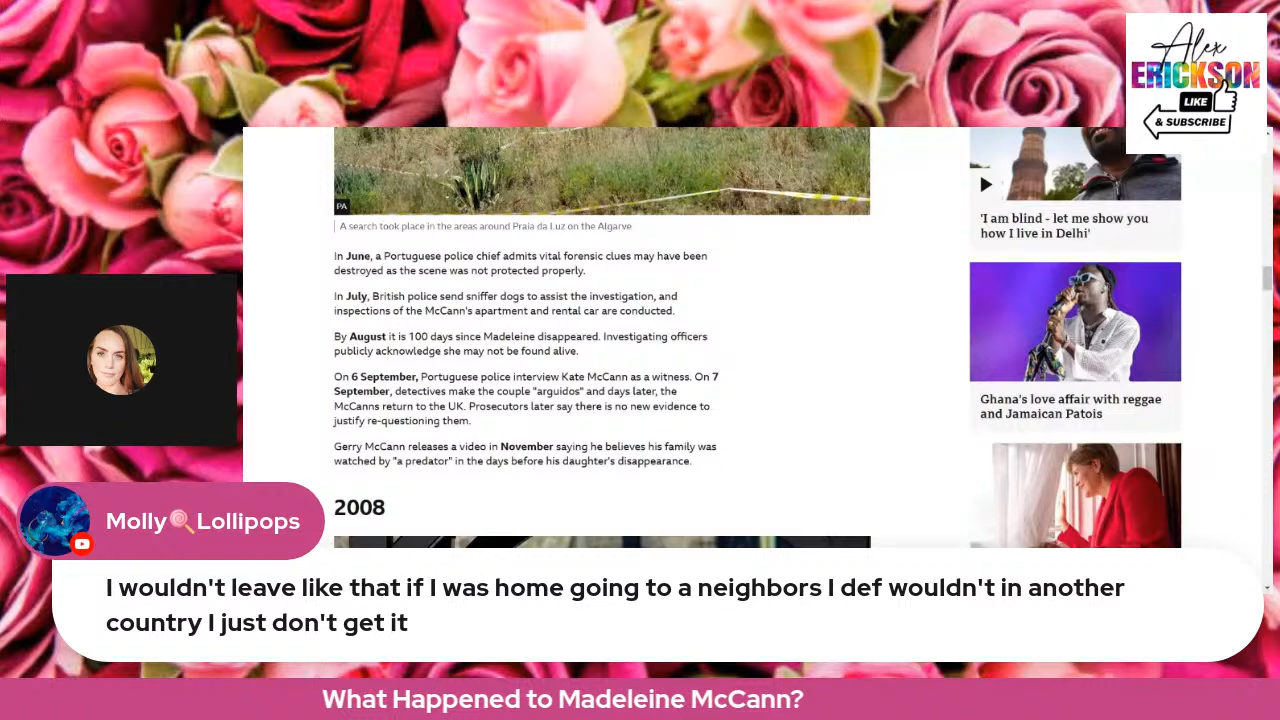 Alex
ERICKSON
LIKE
& SUBSCRIBE
PA
A search took place in the areas around Praia da Luz on the Algarve
In June, a Portuguese police chief admits vital forensic clues may have been
destroyed as the scene was not protected properly.
In July, British police send sniffer dogs to assist the investigation, and
inspections of the McCann's apartment and rental car are conducted.
By August it is 100 days since Madeleine disappeared. Investigating officers
publicly acknowledge she may not be found alive.
On 6 September, Portuguese police interview Kate McCann as a witness. On 7
September, detectives make the couple "arguidos" and days later, the
McCanns return to the UK. Prosecutors later say there is no new evidence to
justify re-questioning them.
Gerry McCann releases a video in November saying he believes his family was
watched by "a predator" in the days before his daughter's disappearance.
2008
'I am blind - let me show you
how I live in Delhi'
Ghana's love affair with reggae
and Jamaican Patois
Molly🍭Lollipops
I wouldn't leave like that if I was home going to a neighbors I def wouldn't in another
country I just don't get it
What Happened to Madeleine McCann?